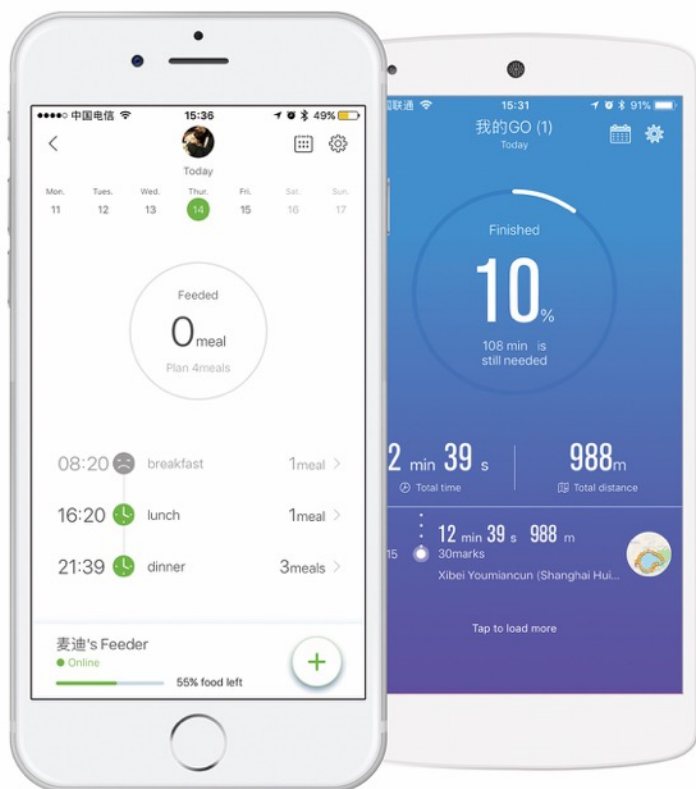 中国电信
15:36
49%
Today
Mon. Tues. Wed. Thur. Fri. Sat. Sun.
11 12 13 14 15 16 17
Feeded
0 meal
Plan 4meals
08:20 breakfast 1meal >
16:20 lunch 1meal >
21:39 dinner 3meals >
麦迪's Feeder
Online
55% food left
联通
15:31
91%
我的GO (1)
Today
Finished
10%
108 min is
still needed
2 min 39 s
Total time
988m
Total distance
12 min 39 s 988 m
15
30marks
Xibei Youmiancun (Shanghai Hui...
Tap to load more